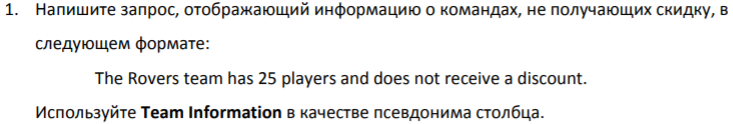 1. Напишите запрос, отображающий информацию о командах, не получающих скидку, в
следующем формате:
The Rovers team has 25 players and does not receive a discount.
Используйте Team Information в качестве псевдонима столбца.